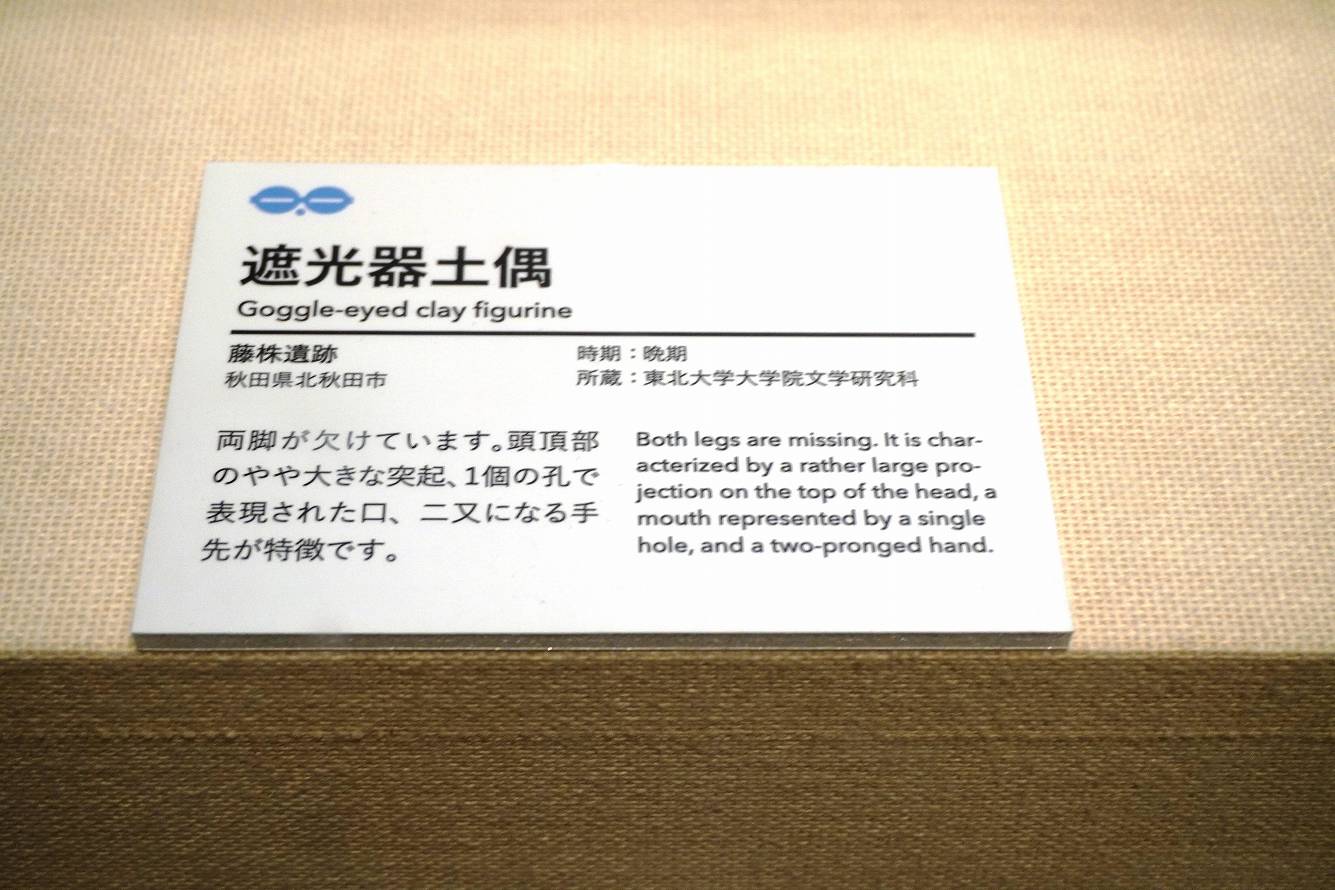 遮光器土偶
Goggle-eyed clay figurine
藤株遺跡
秋田県北秋田市
時期：晩期
所蔵：東北大学大学院文学研究科
両脚が欠けています。頭頂部
のやや大きな突起、1個の孔で
表現された口、二又になる手
先が特徴です。
Both legs are missing. It is char-
acterized by a rather large pro-
jection on the top of the head, a
mouth represented by a single
hole, and a two-pronged hand.